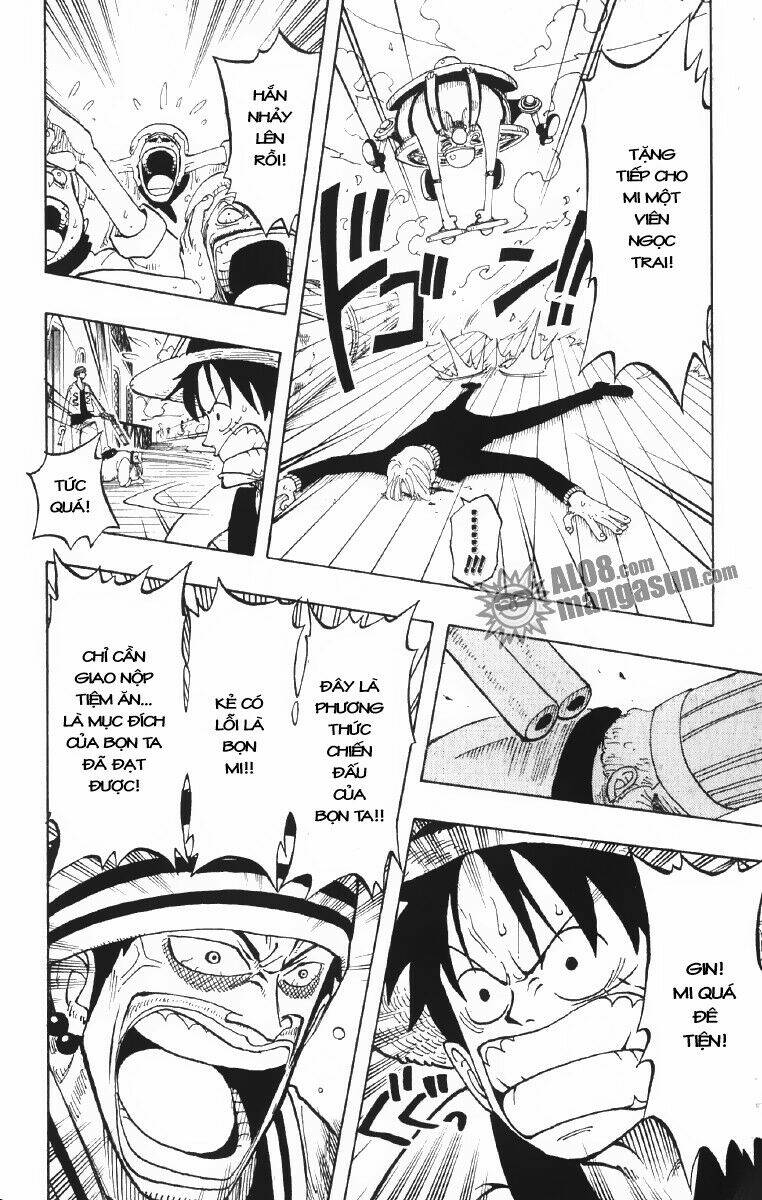 TẶNG
TIẾP CHO
MI MỘT
VIÊN
NGỌC
TRAI!
ドゴ
ン!!
HẮN
NHẢY
LÊN
RỒI!
........!!!
TỨC
QUÁ!
AL08.com
mangasun.com
GIN!
MI QUÁ
ĐÊ
TIỆN!
ĐÂY LÀ
PHƯƠNG
THỨC
CHIẾN
ĐẤU
CỦA
BỌN TA!!
KẺ CÓ
LỖI LÀ
BỌN
MI!!
CHỈ CẦN
GIAO NỘP
TIỆM ĂN...
LÀ MỤC ĐÍCH
CỦA BỌN TA
ĐÃ ĐẠT
ĐƯỢC!